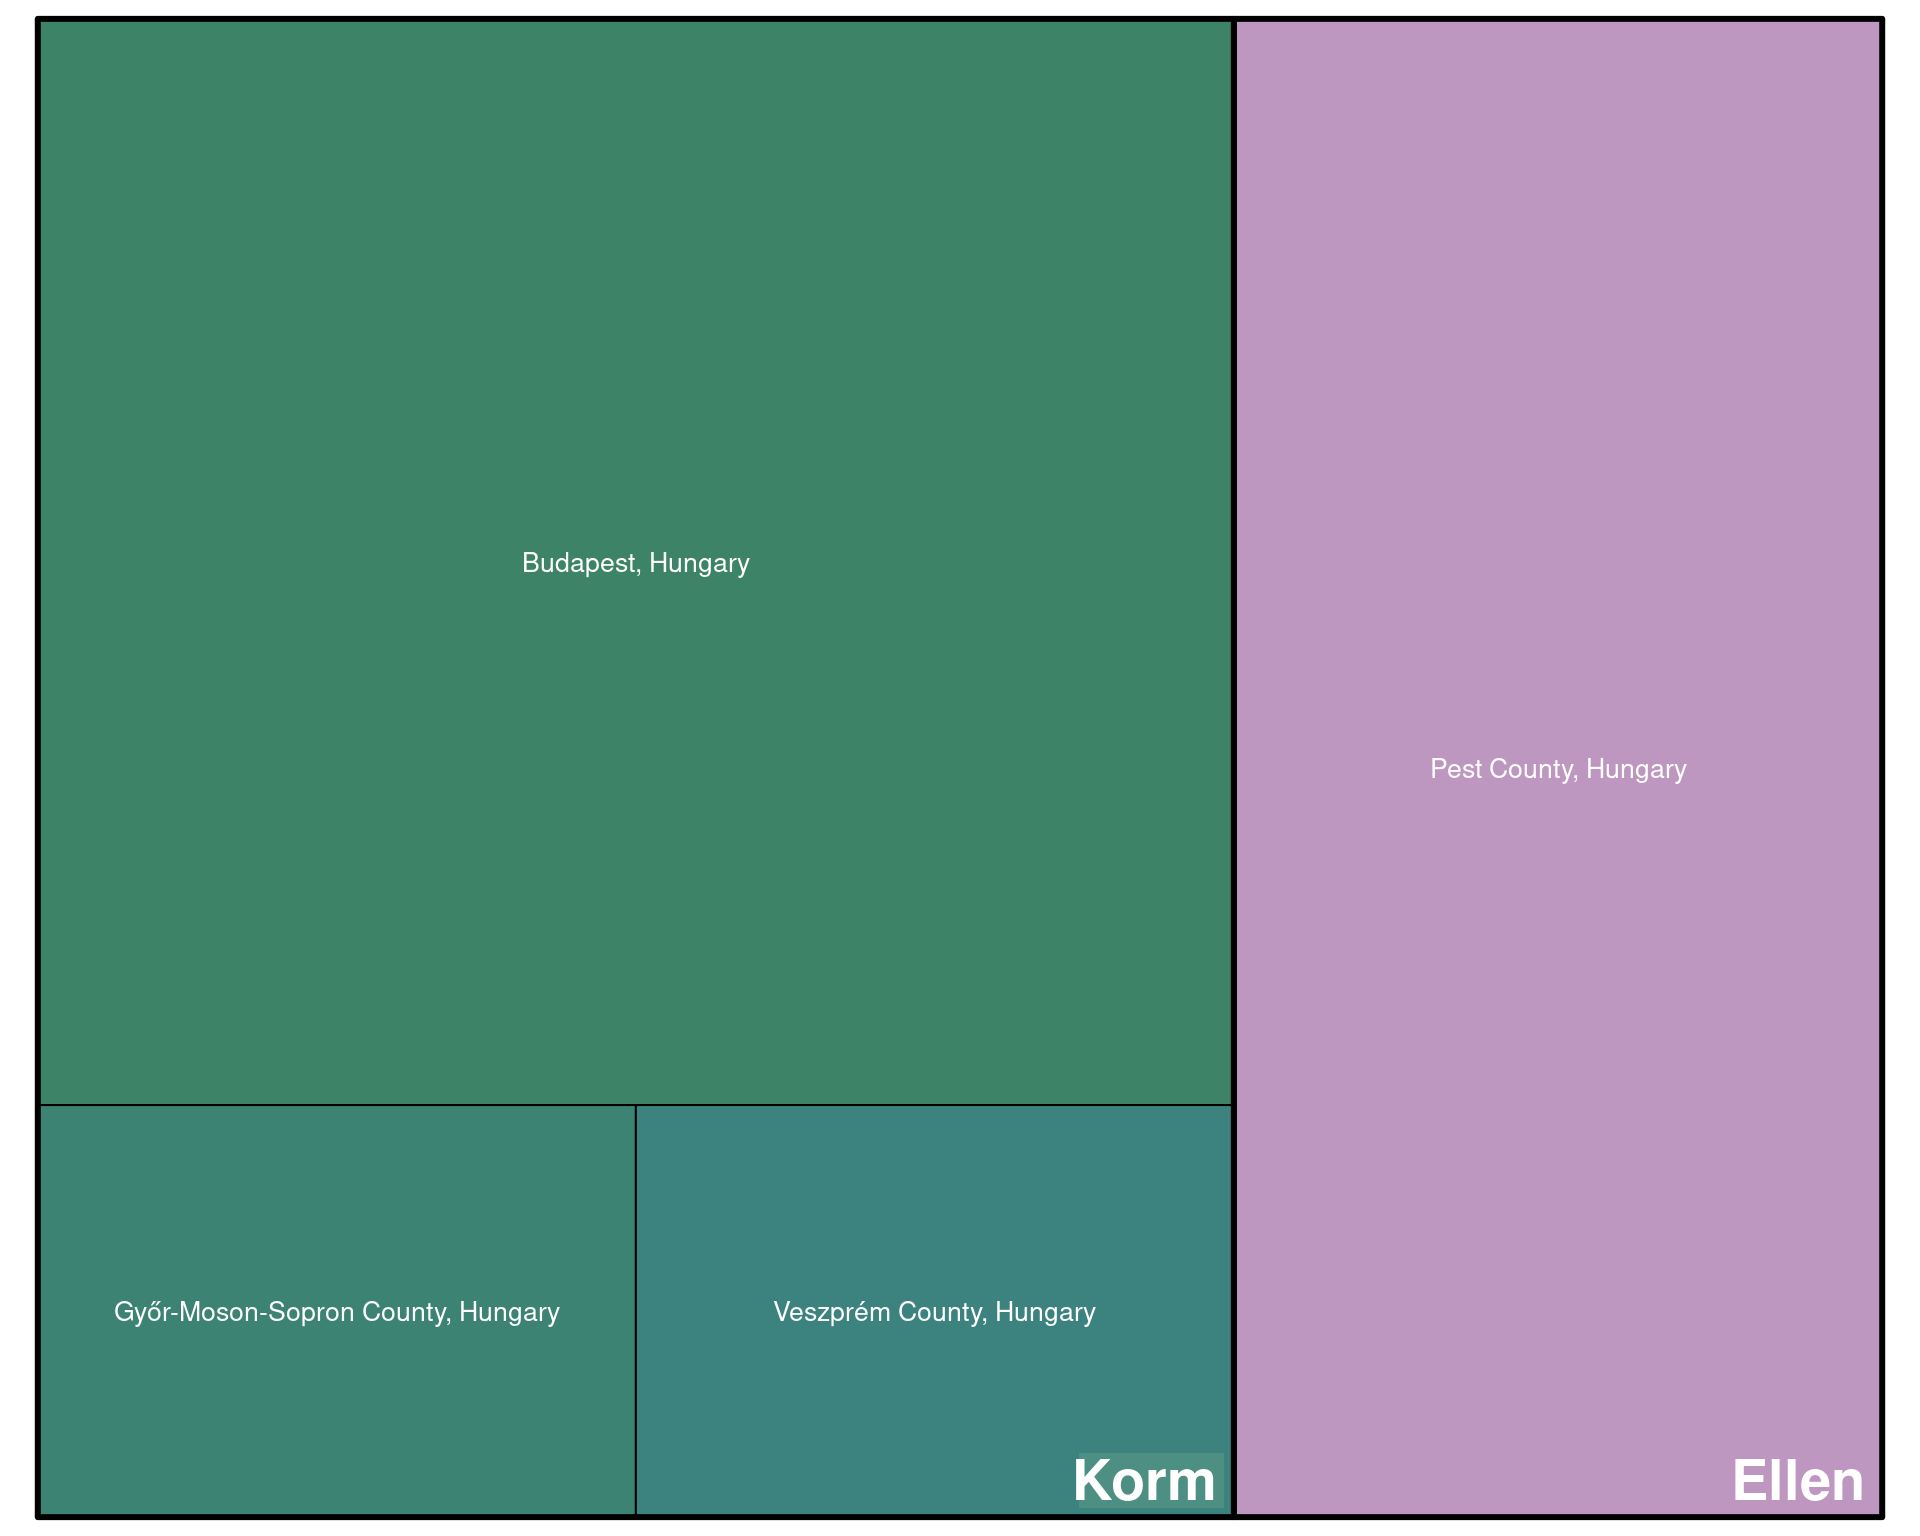 Budapest, Hungary
Pest County, Hungary
Győr-Moson-Sopron County, Hungary
Veszprém County, Hungary
Korm
Ellen